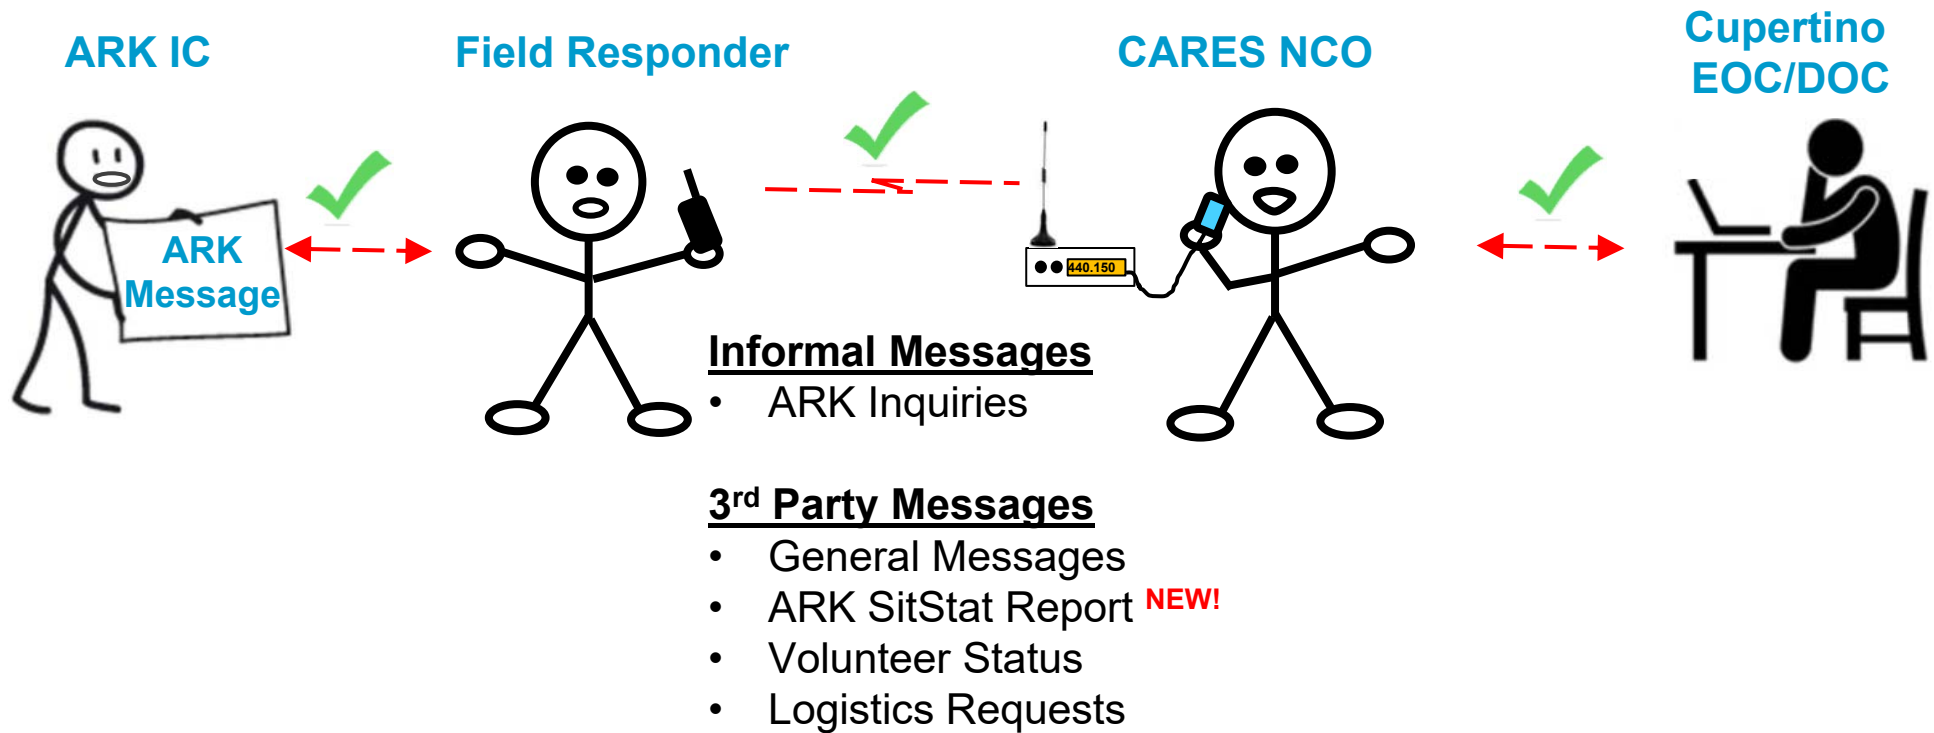 ARK IC
Field Responder
CARES NCO
Cupertino
EOC/DOC
ARK
Message
440.150
Informal Messages
• ARK Inquiries
3rd Party Messages
• General Messages
• ARK SitStat Report NEW!
• Volunteer Status
• Logistics Requests